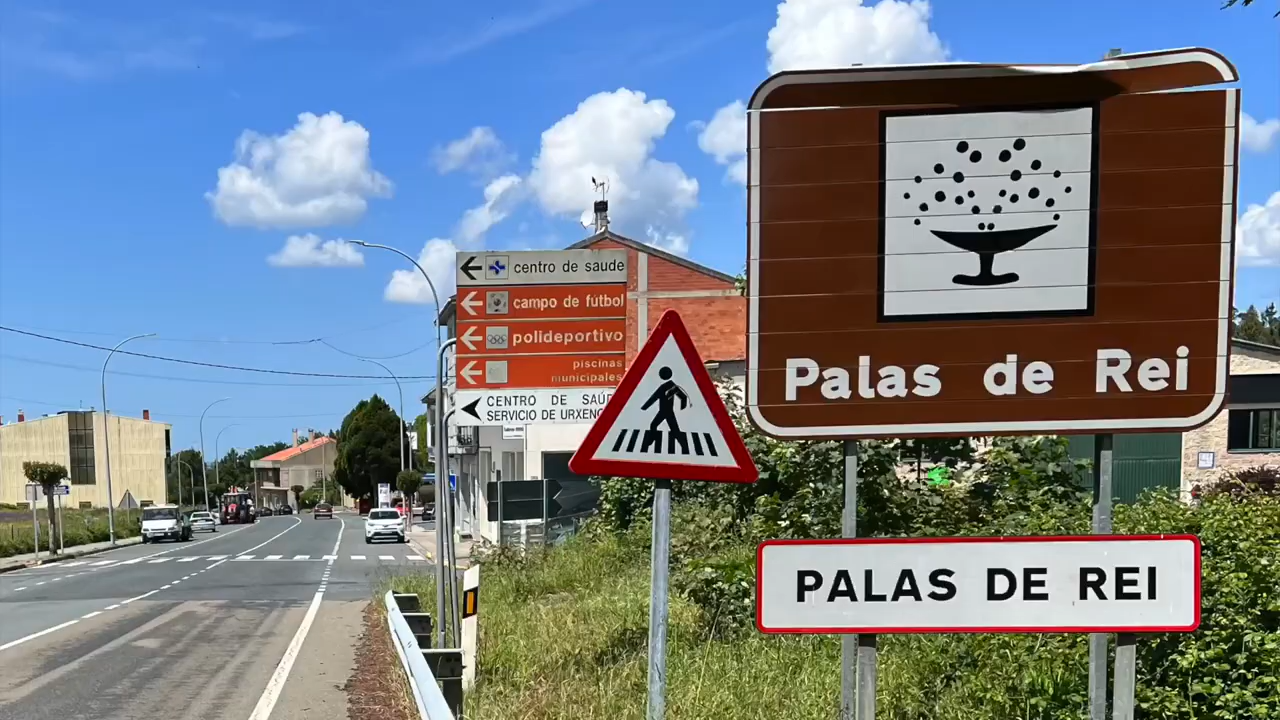 centro de saude
campo de fútbol
polideportivo
piscinas
municipales
CENTRO DE SAÚDE
SERVICIO DE URXENC
Palas de Rei
PALAS DE REI